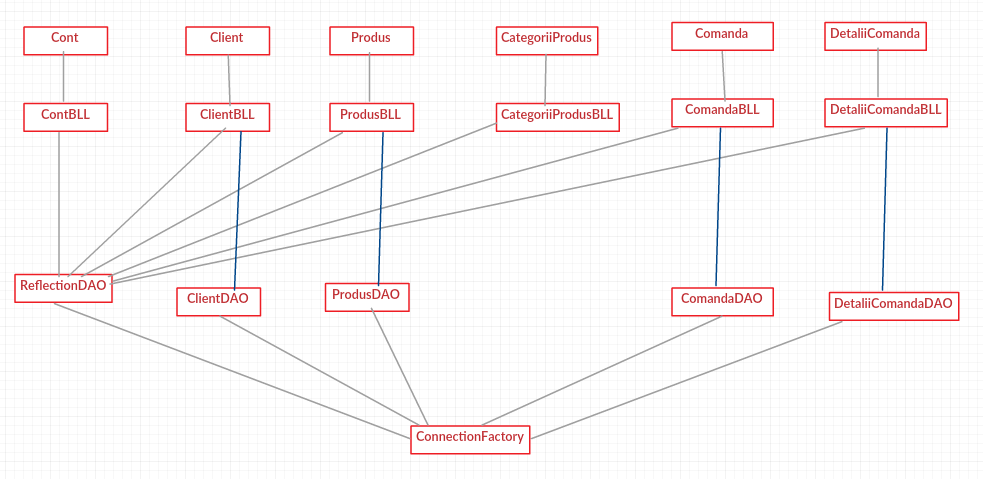 Cont
Client
Produs
CategoriiProdus
Comanda
DetaliiComanda
ContBLL
ClientBLL
ProdusBLL
CategoriiProdusBLL
ComandaBLL
DetaliiComandaBLL
ReflectionDAO
ClientDAO
ProdusDAO
ComandaDAO
DetaliiComandaDAO
ConnectionFactory